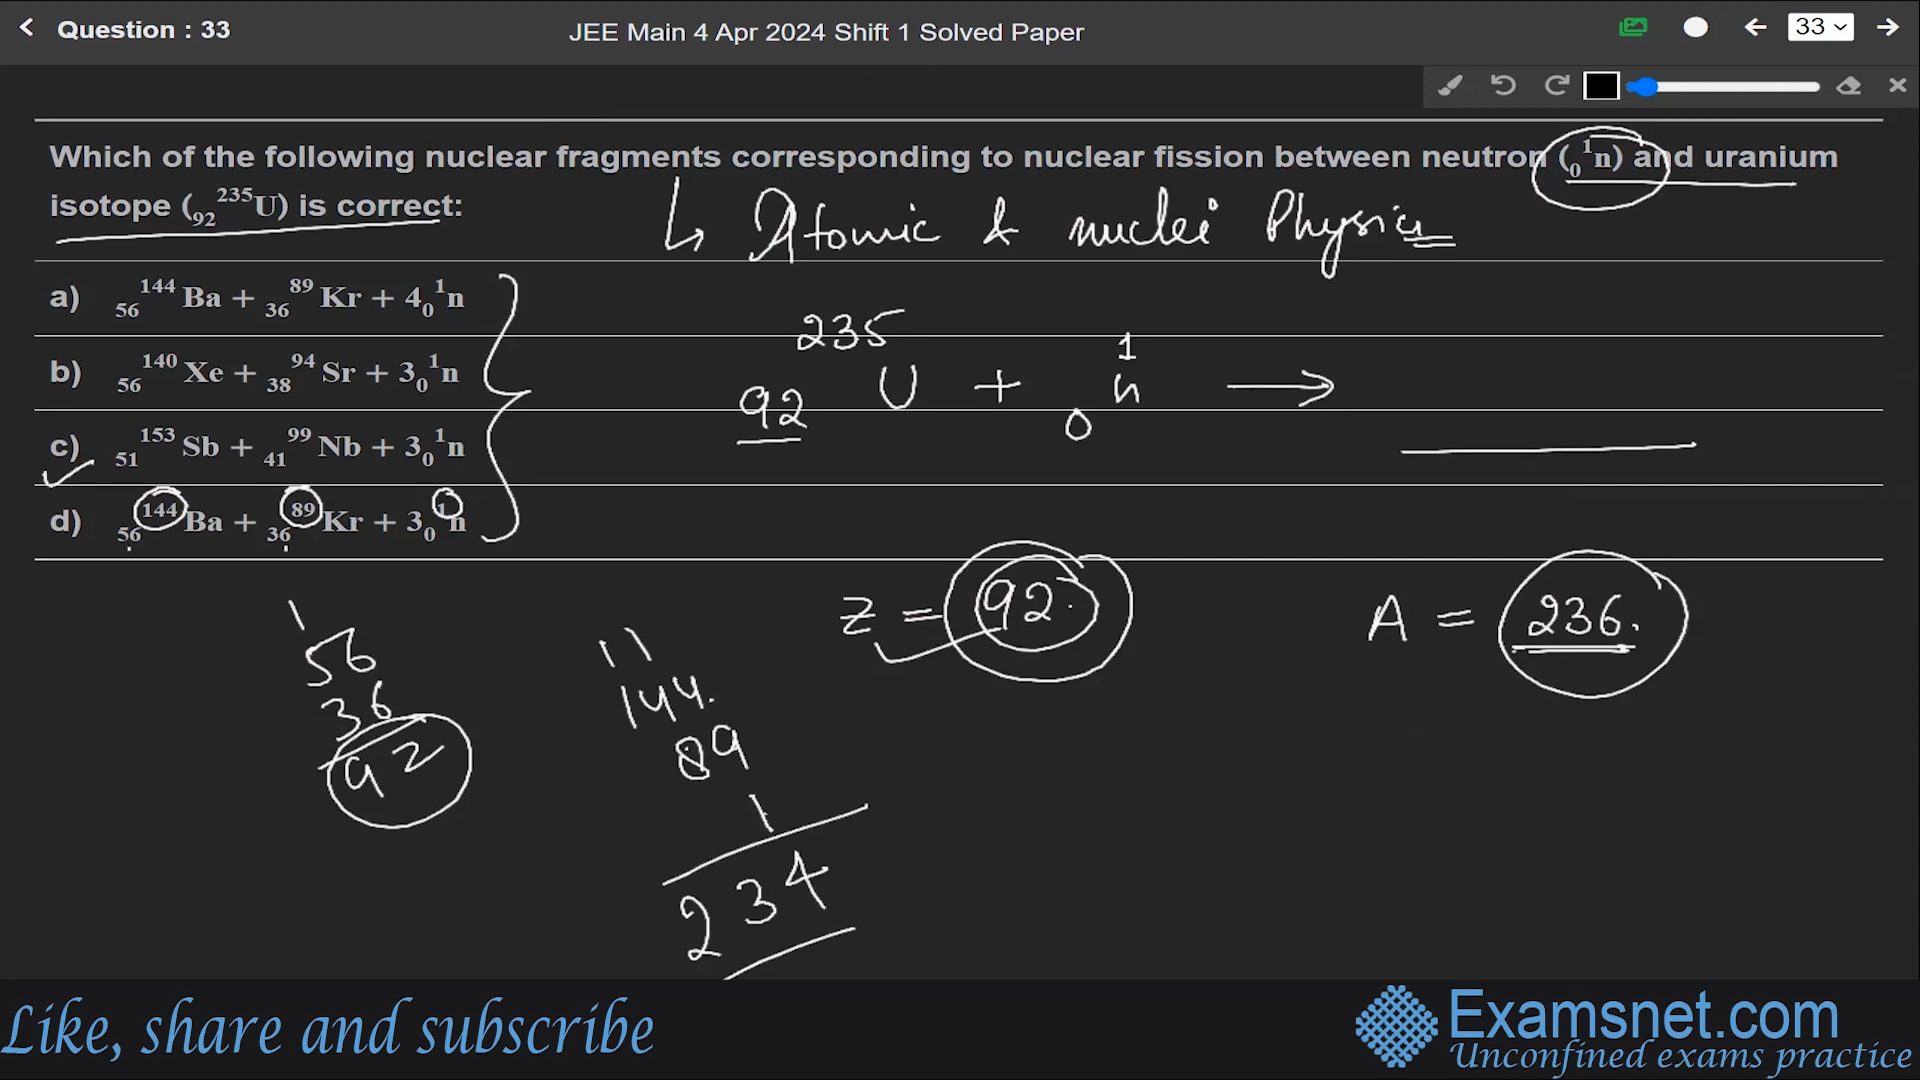 Question : 33
JEE Main 4 Apr 2024 Shift 1 Solved Paper
33
Which of the following nuclear fragments corresponding to nuclear fission between neutron (₀¹n) and uranium
isotope (₉₂²³⁵U) is correct:
Atomic & nuclei Physics
a) ₅₆¹⁴⁴Ba + ₃₆⁸⁹Kr + 4₀¹n
b) ₅₆¹⁴⁰Xe + ₃₈⁹⁴Sr + 3₀¹n
c) ₅₁¹⁵³Sb + ₄₁⁹⁹Nb + 3₀¹n
d) ₅₆¹⁴⁴Ba + ₃₆⁸⁹Kr + 3₀¹n
₉₂²³⁵U + ₀¹n →
Z = 92.
A = 236.
1
56
36
92
11
144.
89
1
234
Like, share and subscribe
Examsnet.com
Unconfined exams practice